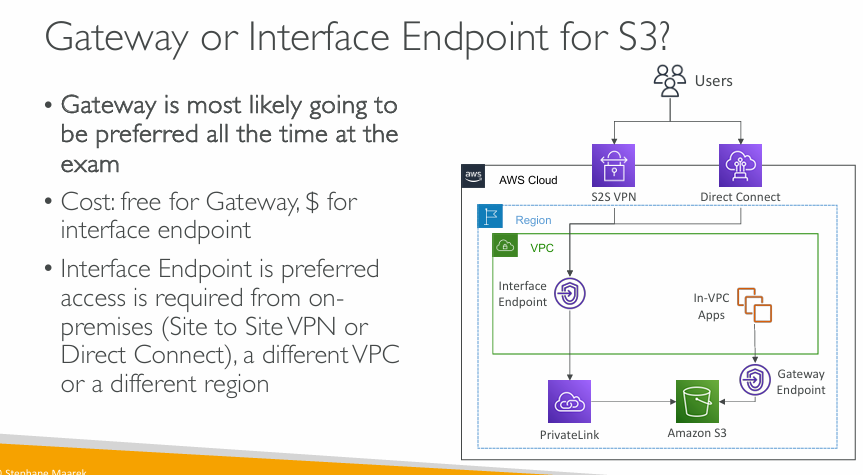 Gateway or Interface Endpoint for S3?
• Gateway is most likely going to
be preferred all the time at the
exam
• Cost: free for Gateway, $ for
interface endpoint
• Interface Endpoint is preferred
access is required from on-
premises (Site to Site VPN or
Direct Connect), a different VPC
or a different region
Users
aws
AWS Cloud
S2S VPN
Direct Connect
Region
VPC
Interface
Endpoint
In-VPC
Apps
Gateway
Endpoint
PrivateLink
Amazon S3
Stephane Maarek